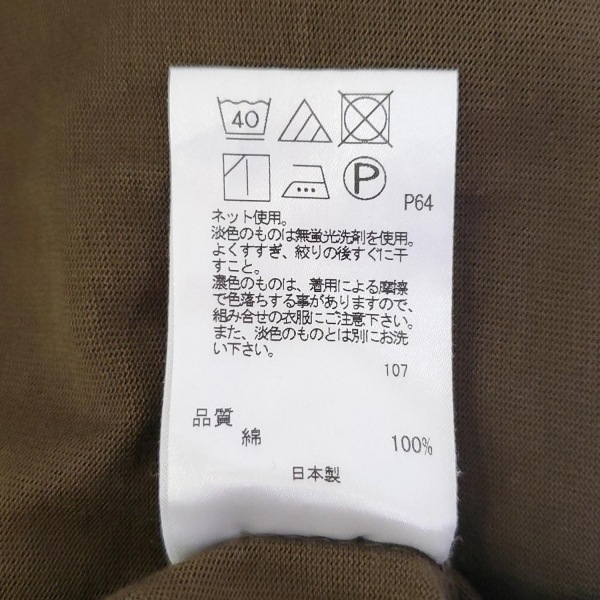 40
P
P64
ネット使用。
淡色のものは無蛍光洗剤を使用。
よくすすぎ、絞りの後すぐに干
すこと。
濃色のものは、着用による摩擦
で色落ちする事がありますので、
組み合せの衣服にご注意下さい。
また、淡色のものとは別にお洗
い下さい。
107
品質
綿 100%
日本製